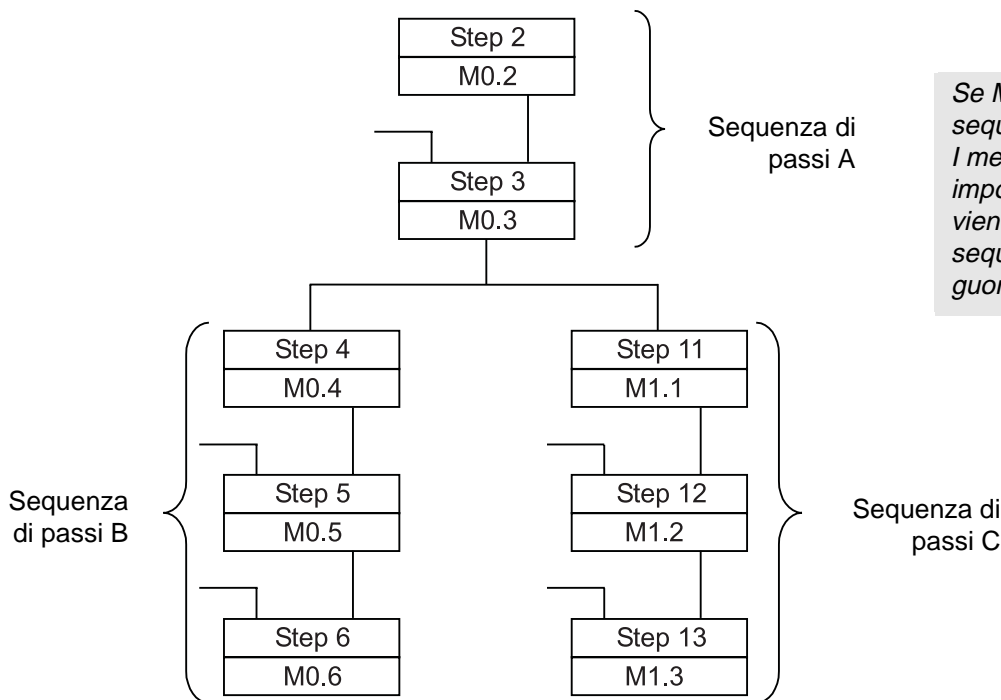 Step 2
M0.2
Sequenza di
passi A
Step 3
M0.3
Se
sequ
I me
impo
vien
sequ
guor
Step 4
M0.4
Step 11
M1.1
Sequenza
di passi B
Step 5
M0.5
Step 12
M1.2
Sequenza di
passi C
Step 6
M0.6
Step 13
M1.3